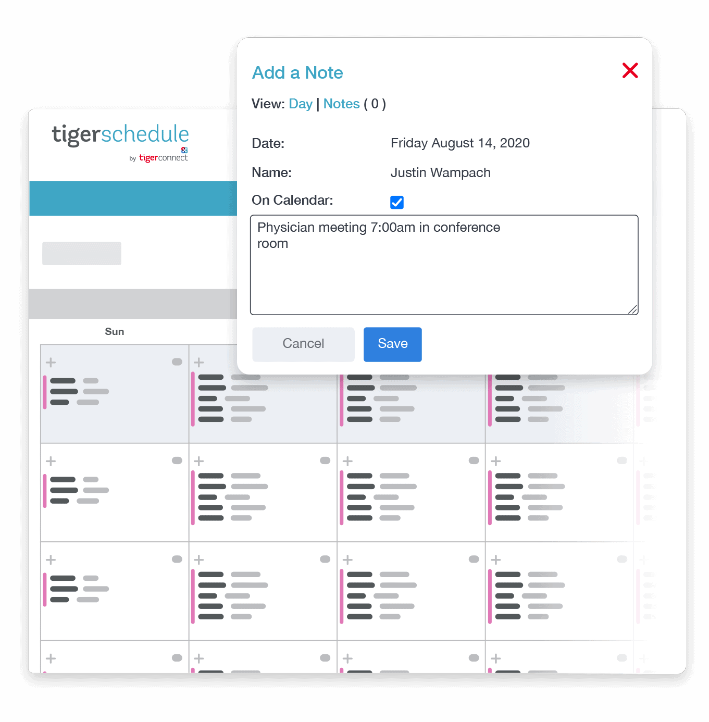 Add a Note
View: Day | Notes ( 0 )
Date: Friday August 14, 2020
Name: Justin Wampach
On Calendar:
Physician meeting 7:00am in conference
room
Cancel Save
tigerschedule
by tigerconnect
Sun